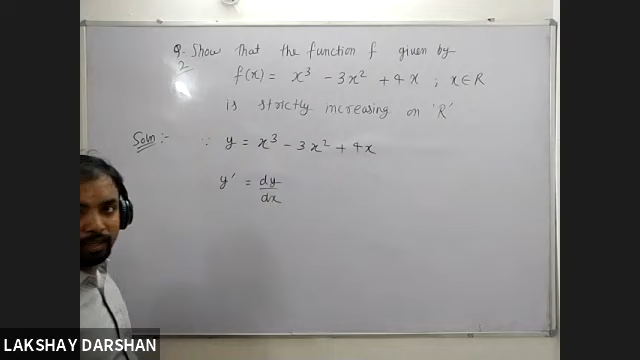 Q. Show that the function f given by
2
f(x) = x³ - 3x² + 4x ; x∈R
is strictly increasing on 'R'
Soln:- ∵ y = x³ - 3x² + 4x
y' = dy/dx
LAKSHAY DARSHAN